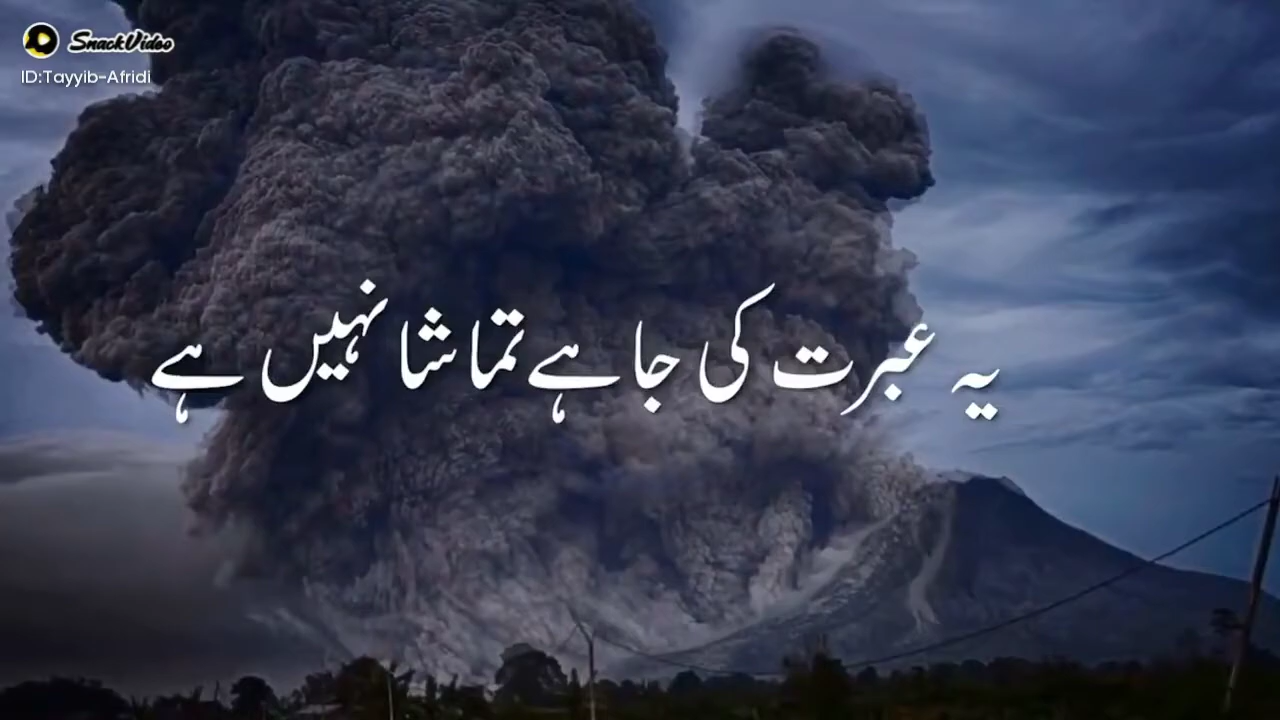 SnackVideo
ID:Tayyib-Afridi
یہ عبرت کی جا ہے تماشا نہیں ہے